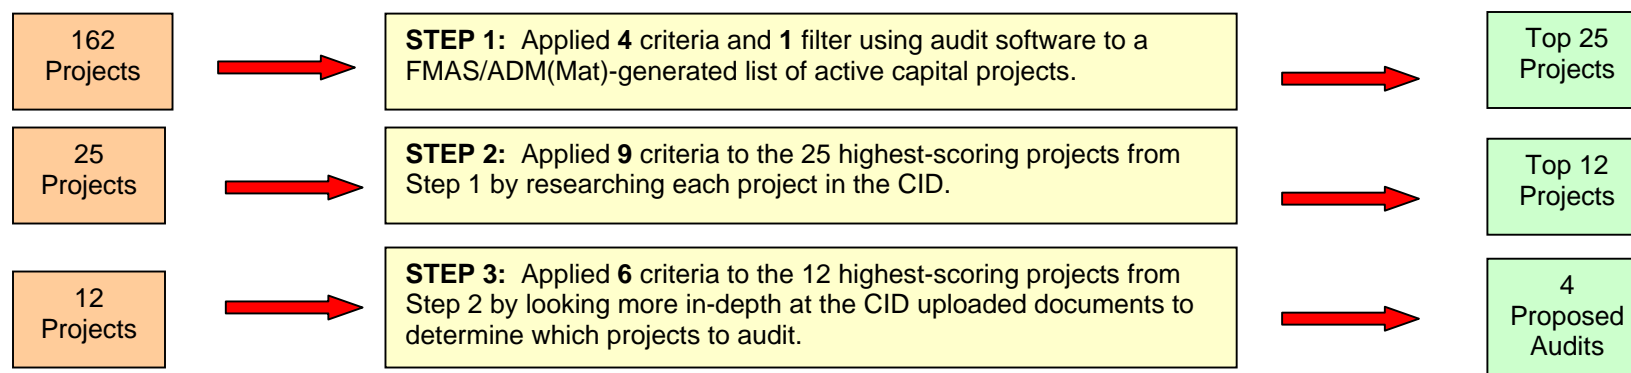 162
Projects
STEP 1: Applied 4 criteria and 1 filter using audit software to a
FMAS/ADM(Mat)-generated list of active capital projects.
Top 25
Projects
25
Projects
STEP 2: Applied 9 criteria to the 25 highest-scoring projects from
Step 1 by researching each project in the CID.
Top 12
Projects
12
Projects
STEP 3: Applied 6 criteria to the 12 highest-scoring projects from
Step 2 by looking more in-depth at the CID uploaded documents to
determine which projects to audit.
4
Proposed
Audits